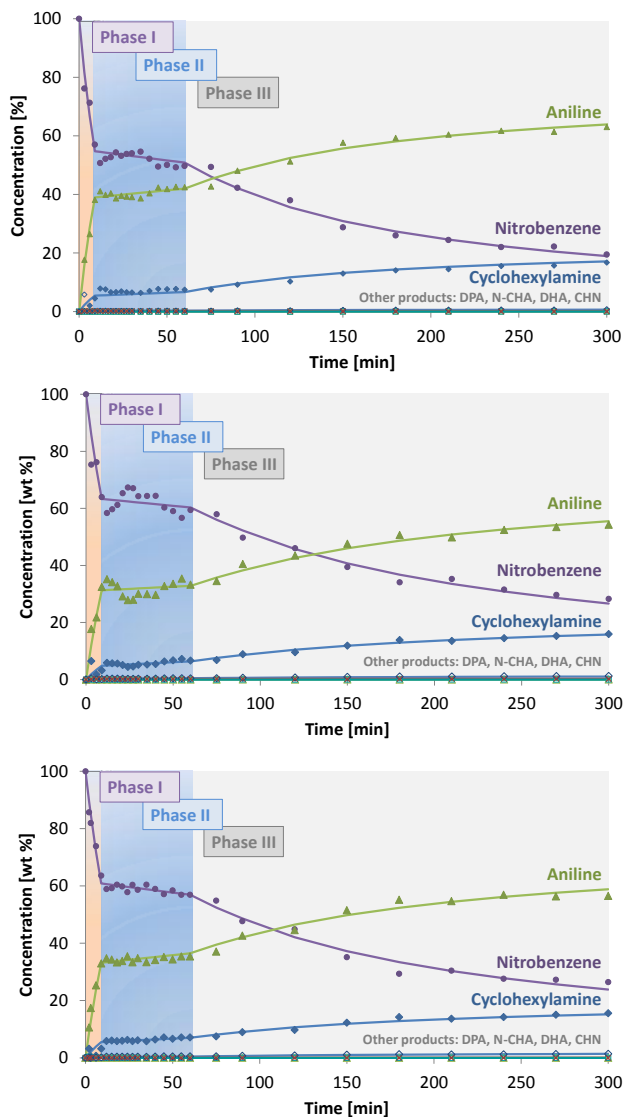 100
80
60
40
20
0
Concentration [%]
Phase I
Phase II
Phase III
Aniline
Nitrobenzene
Cyclohexylamine
Other products: DPA, N-CHA, DHA, CHN
0 50 100 150 200 250 300
Time [min]
100
80
60
40
20
0
Concentration [wt %]
Phase I
Phase II
Phase III
Aniline
Nitrobenzene
Cyclohexylamine
Other products: DPA, N-CHA, DHA, CHN
0 50 100 150 200 250 300
Time [min]
100
80
60
40
20
0
Concentration [wt %]
Phase I
Phase II
Phase III
Aniline
Nitrobenzene
Cyclohexylamine
Other products: DPA, N-CHA, DHA, CHN
0 50 100 150 200 250 300
Time [min]